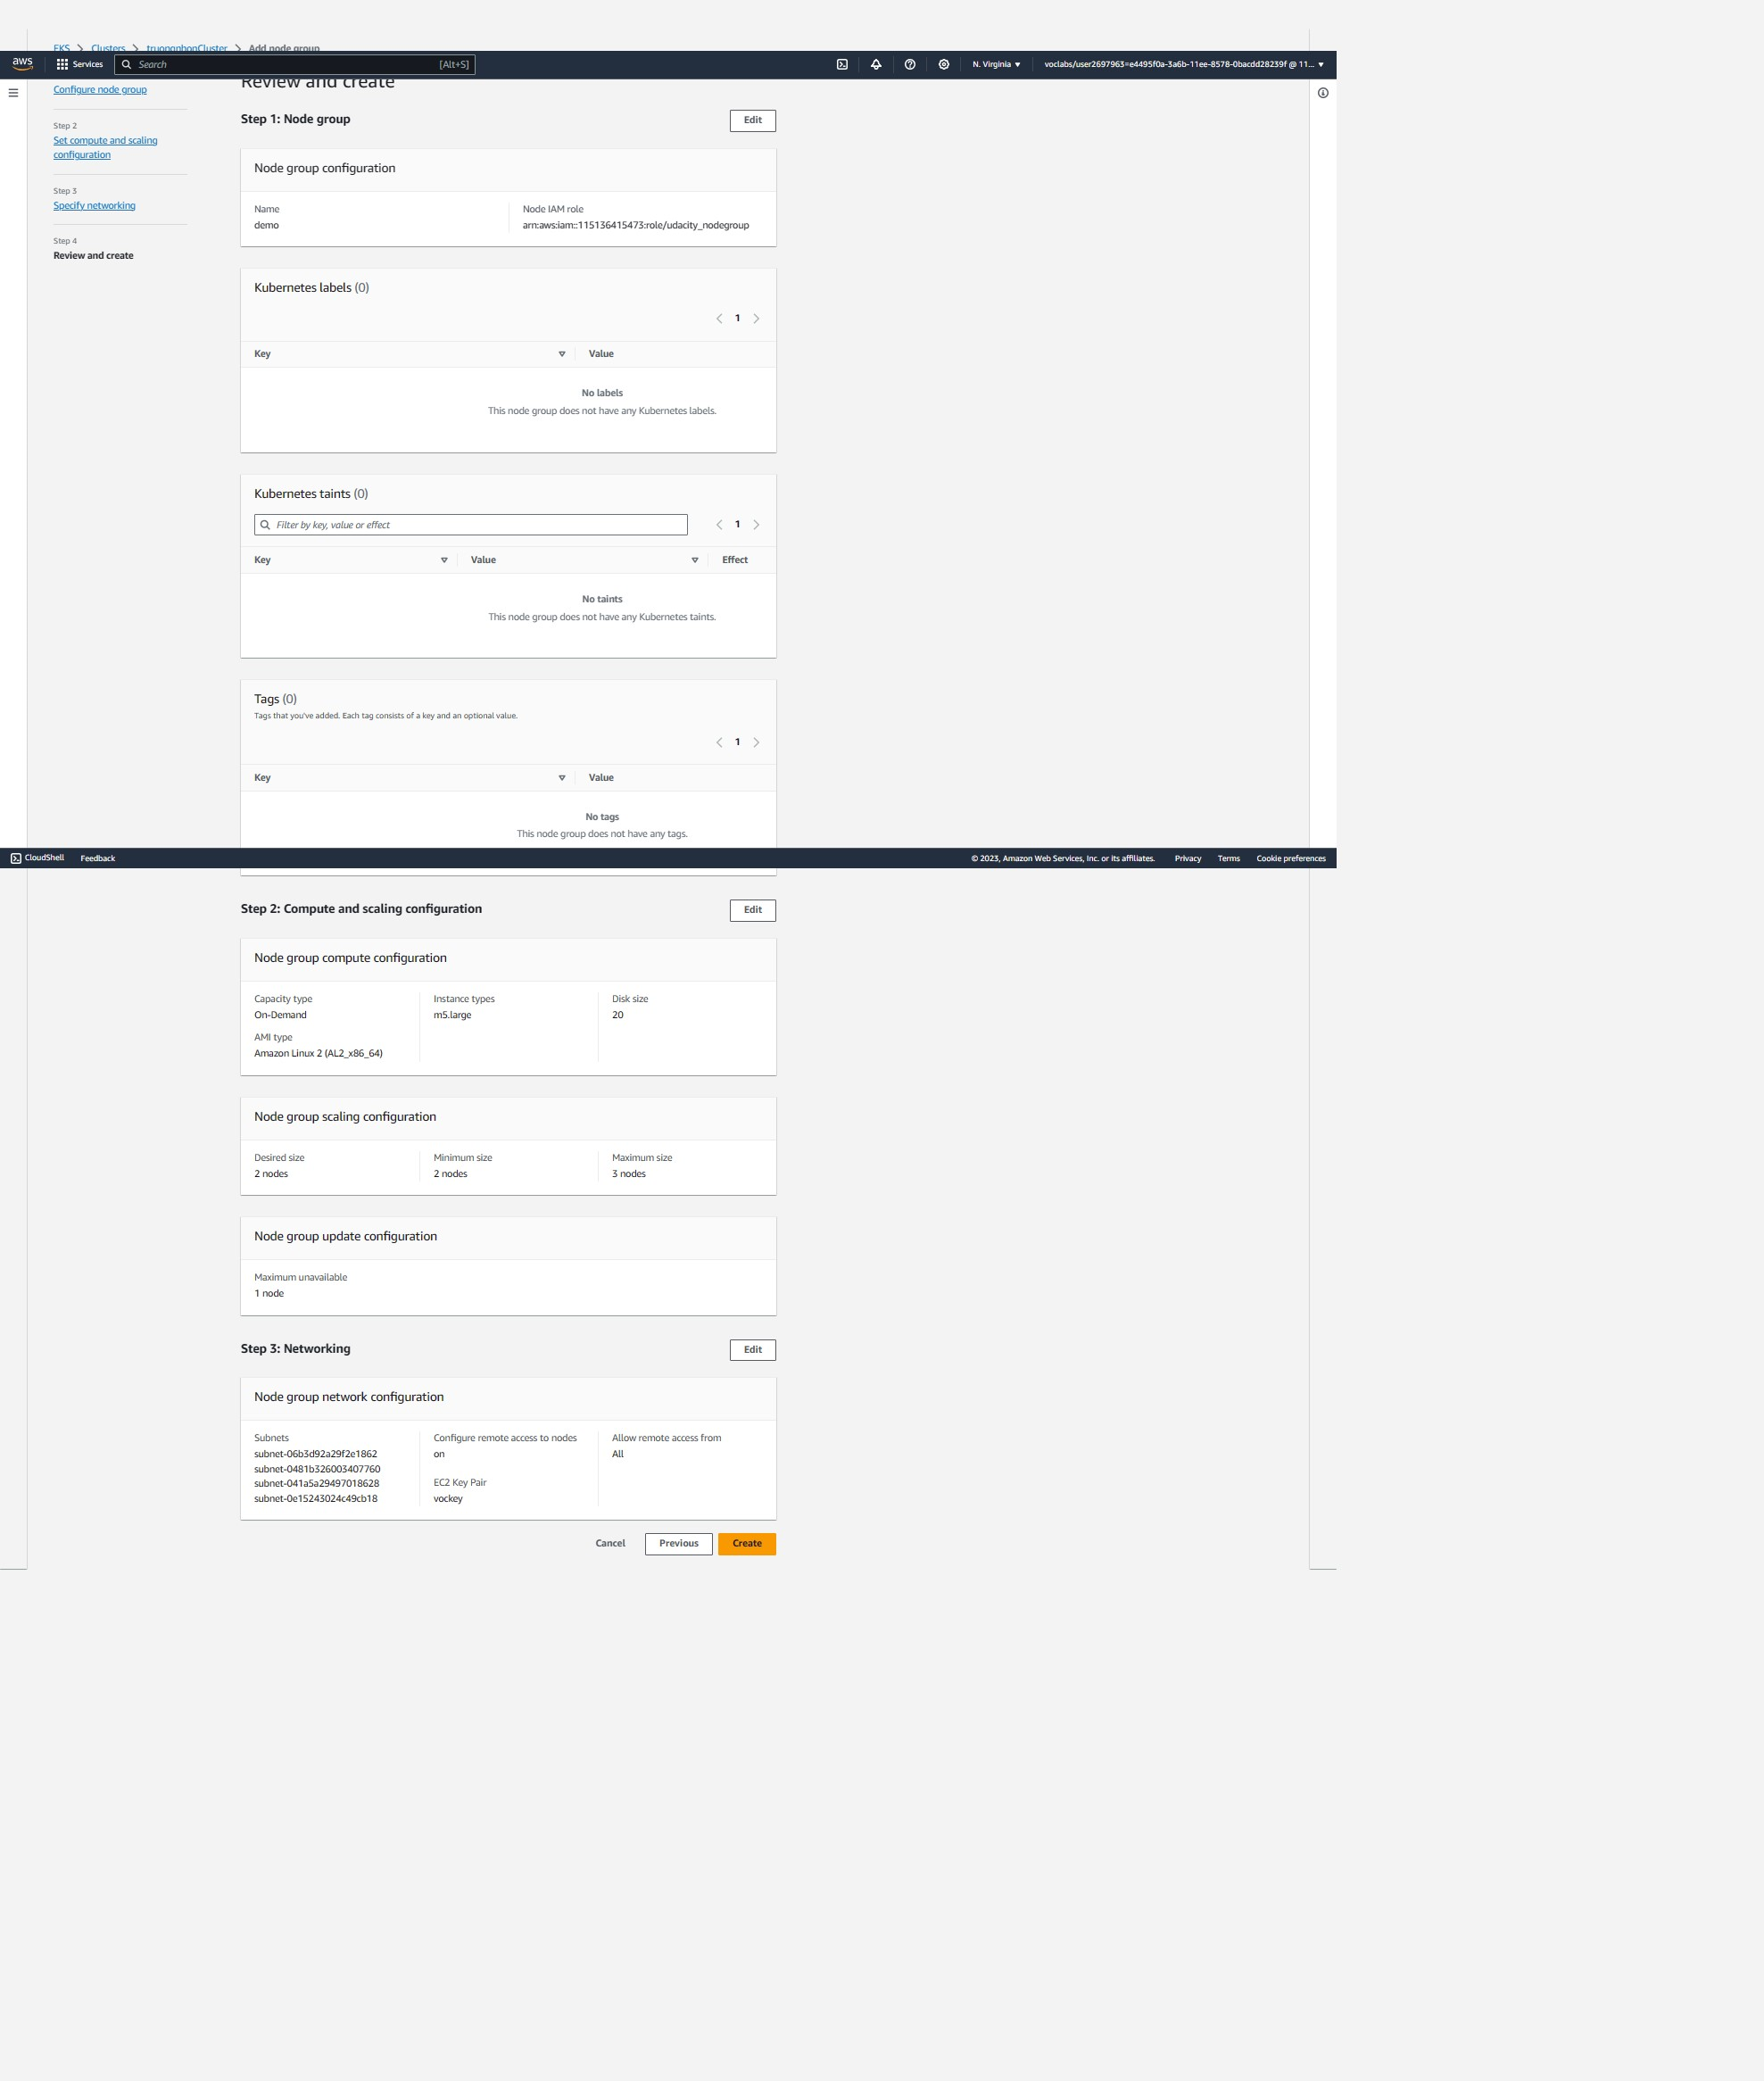 EKS Clusters truongnhonCluster Add node group
aws Services Search [Alt+S] N. Virginia voclabs/user2697963=e4495f0a-3a6b-11ee-8578-0bacdd28239f @ 11...
Configure node group
Step 2
Set compute and scaling
configuration
Step 3
Specify networking
Step 4
Review and create
Review and create
Step 1: Node group Edit
Node group configuration
Name Node IAM role
demo arn:aws:iam::115136415473:role/udacity_nodegroup
Kubernetes labels (0)
1
Key Value
No labels
This node group does not have any Kubernetes labels.
Kubernetes taints (0)
Filter by key, value or effect 1
Key Value Effect
No taints
This node group does not have any Kubernetes taints.
Tags (0)
Tags that you've added. Each tag consists of a key and an optional value.
1
Key Value
No tags
This node group does not have any tags.
CloudShell Feedback © 2023, Amazon Web Services, Inc. or its affiliates. Privacy Terms Cookie preferences
Step 2: Compute and scaling configuration Edit
Node group compute configuration
Capacity type Instance types Disk size
On-Demand m5.large 20
AMI type
Amazon Linux 2 (AL2_x86_64)
Node group scaling configuration
Desired size Minimum size Maximum size
2 nodes 2 nodes 3 nodes
Node group update configuration
Maximum unavailable
1 node
Step 3: Networking Edit
Node group network configuration
Subnets Configure remote access to nodes Allow remote access from
subnet-06b3d92a29f2e1862 on All
subnet-0481b326003407760
subnet-041a5a29497018628 EC2 Key Pair
subnet-0e15243024c49cb18 vockey
Cancel Previous Create